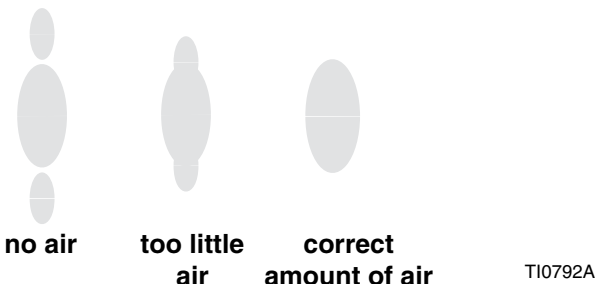 no air
too little
air
correct
amount of air
TI0792A